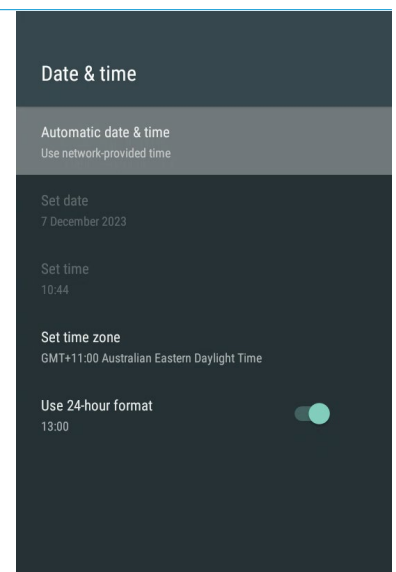 Date & time
Automatic date & time
Use network-provided time
Set date
7 December 2023
Set time
10:44
Set time zone
GMT+11:00 Australian Eastern Daylight Time
Use 24-hour format
13:00